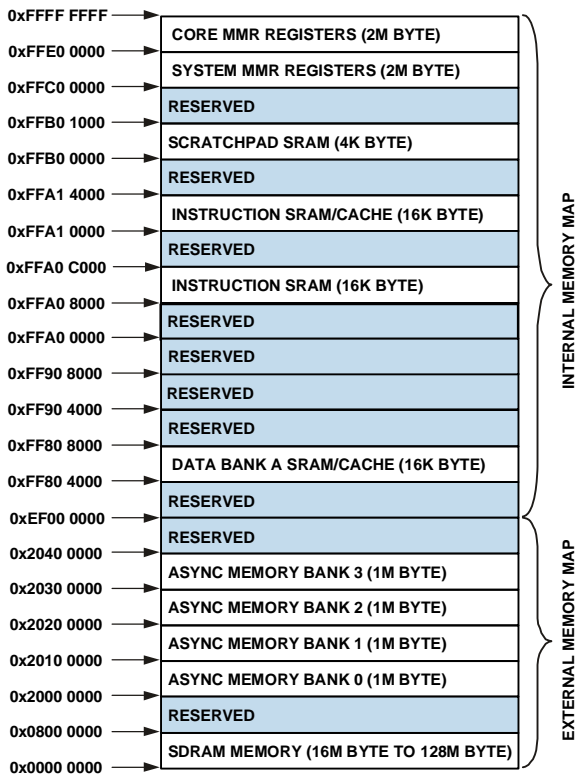 0xFFFF FFFF
CORE MMR REGISTERS (2M BYTE)
0xFFE0 0000
SYSTEM MMR REGISTERS (2M BYTE)
0xFFC0 0000
RESERVED
0xFFB0 1000
SCRATCHPAD SRAM (4K BYTE)
0xFFB0 0000
RESERVED
0xFFA1 4000
INSTRUCTION SRAM/CACHE (16K BYTE)
0xFFA1 0000
RESERVED
0xFFA0 C000
INSTRUCTION SRAM (16K BYTE)
0xFFA0 8000
RESERVED
0xFFA0 0000
RESERVED
0xFF90 8000
RESERVED
0xFF90 4000
RESERVED
0xFF80 8000
DATA BANK A SRAM/CACHE (16K BYTE)
0xFF80 4000
RESERVED
0xEF00 0000
RESERVED
0x2040 0000
ASYNC MEMORY BANK 3 (1M BYTE)
0x2030 0000
ASYNC MEMORY BANK 2 (1M BYTE)
0x2020 0000
ASYNC MEMORY BANK 1 (1M BYTE)
0x2010 0000
ASYNC MEMORY BANK 0 (1M BYTE)
0x2000 0000
RESERVED
0x0800 0000
SDRAM MEMORY (16M BYTE TO 128M BYTE)
0x0000 0000
INTERNAL MEMORY MAP
EXTERNAL MEMORY MAP